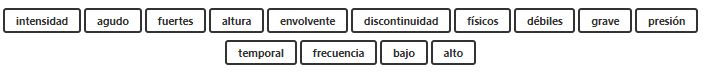 intensidad agudo fuertes altura envolvente discontinuidad físicos débiles grave presión
temporal frecuencia bajo alto